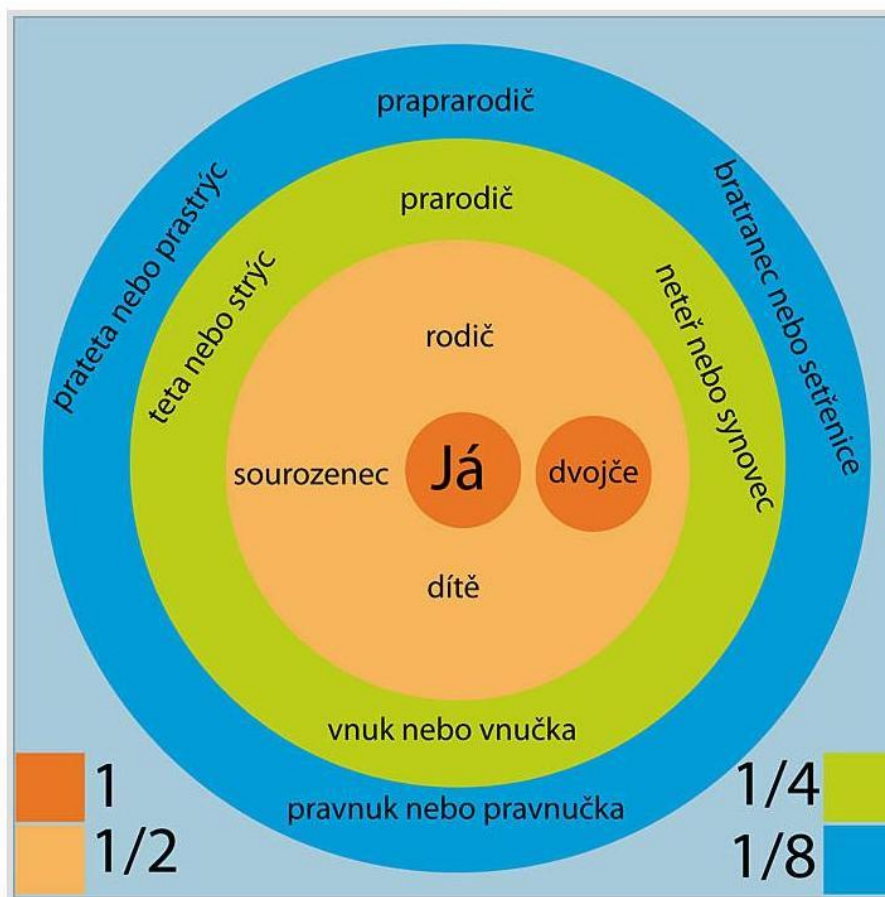 praprarodič
prateta nebo prastrýc
bratranec nebo setřenice
prarodič
teta nebo strýc
neteř nebo synovec
rodič
sourozenec
Já
dvojče
dítě
vnuk nebo vnučka
pravnuk nebo pravnučka
1
1/2
1/4
1/8